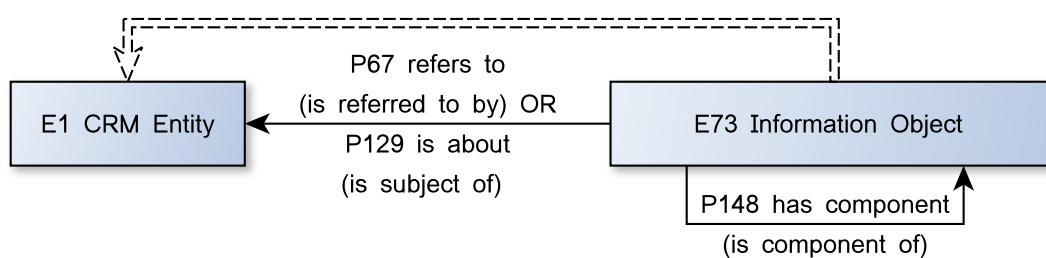 P67 refers to
(is referred to by) OR
E1 CRM Entity
E73 Information Object
P129 is about
(is subject of)
P148 has component
(is component of)